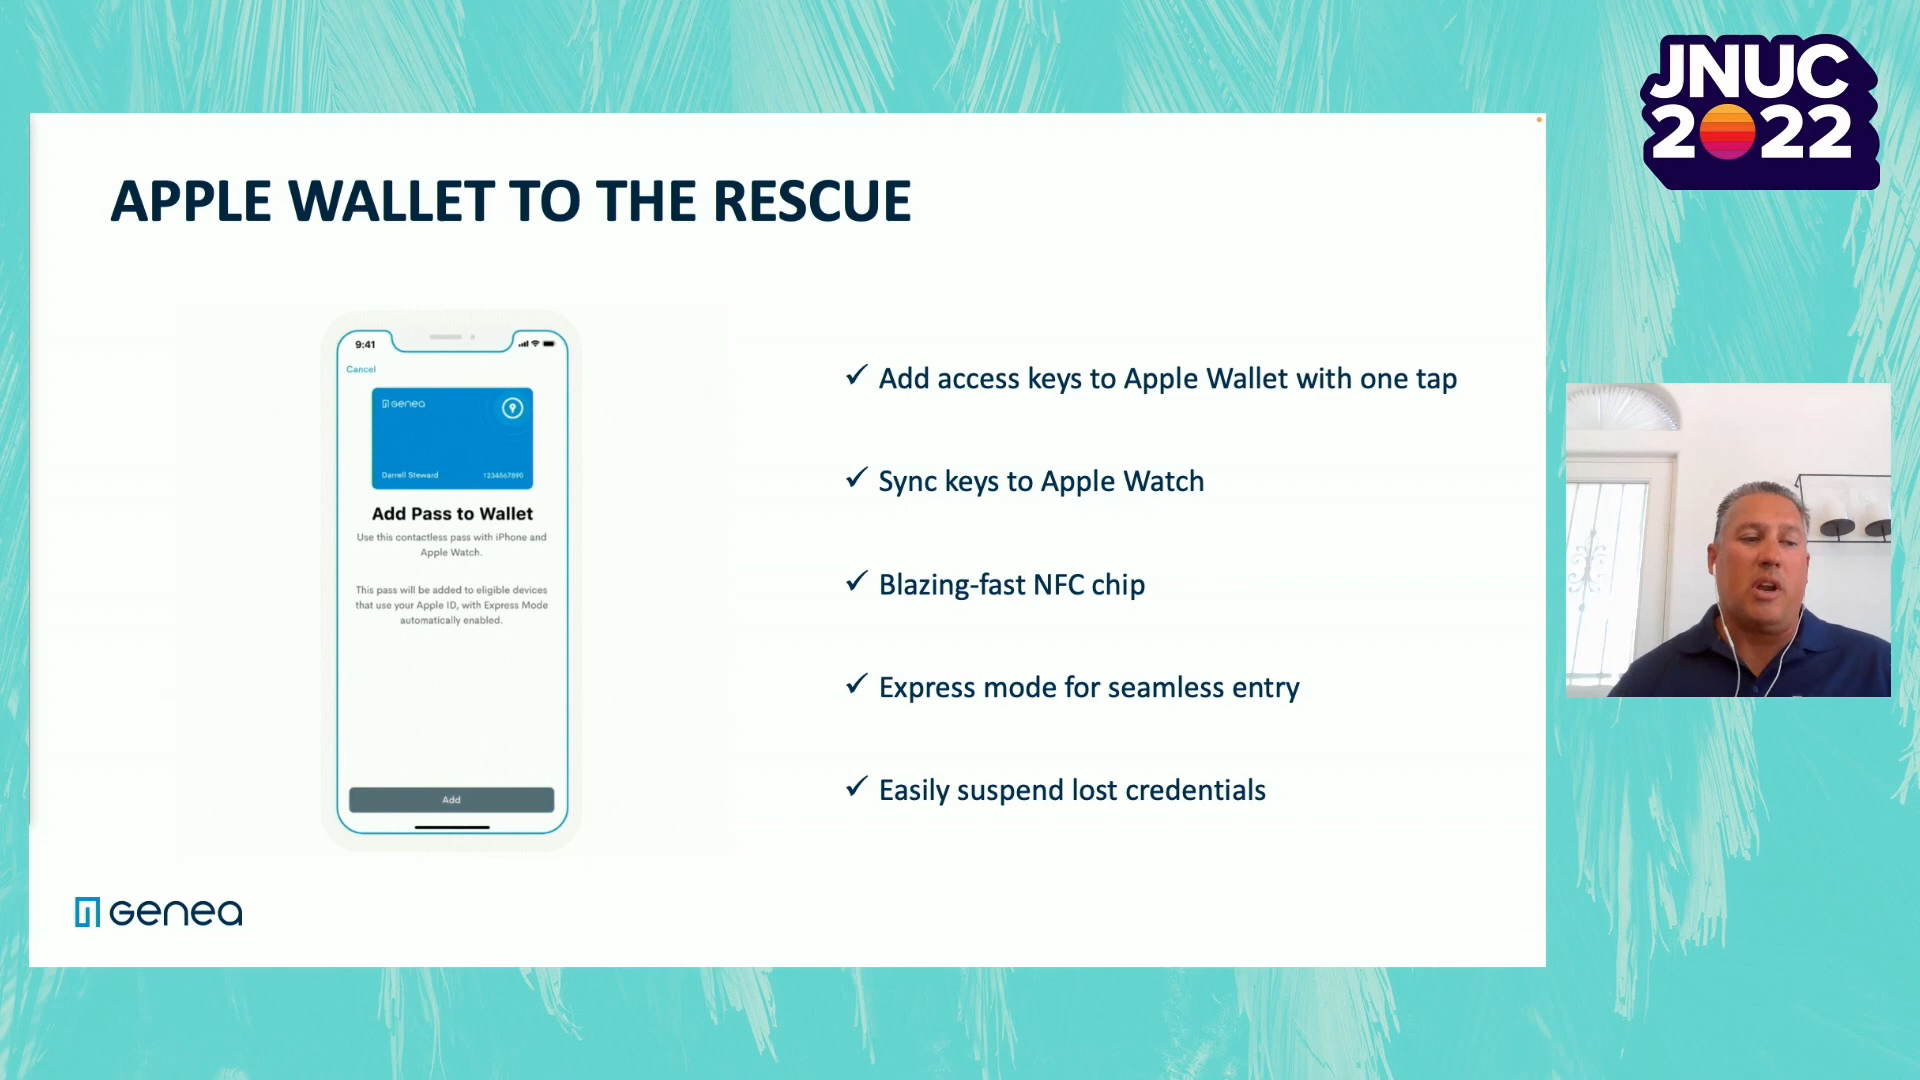 JNUC
2022
APPLE WALLET TO THE RESCUE
9:41
Cancel
Genea
Darrell Steward 1234567890
Add Pass to Wallet
Use this contactless pass with iPhone and
Apple Watch.
This pass will be added to eligible devices
that use your Apple ID, with Express Mode
automatically enabled.
Add
✓ Add access keys to Apple Wallet with one tap
✓ Sync keys to Apple Watch
✓ Blazing-fast NFC chip
✓ Express mode for seamless entry
✓ Easily suspend lost credentials
Genea